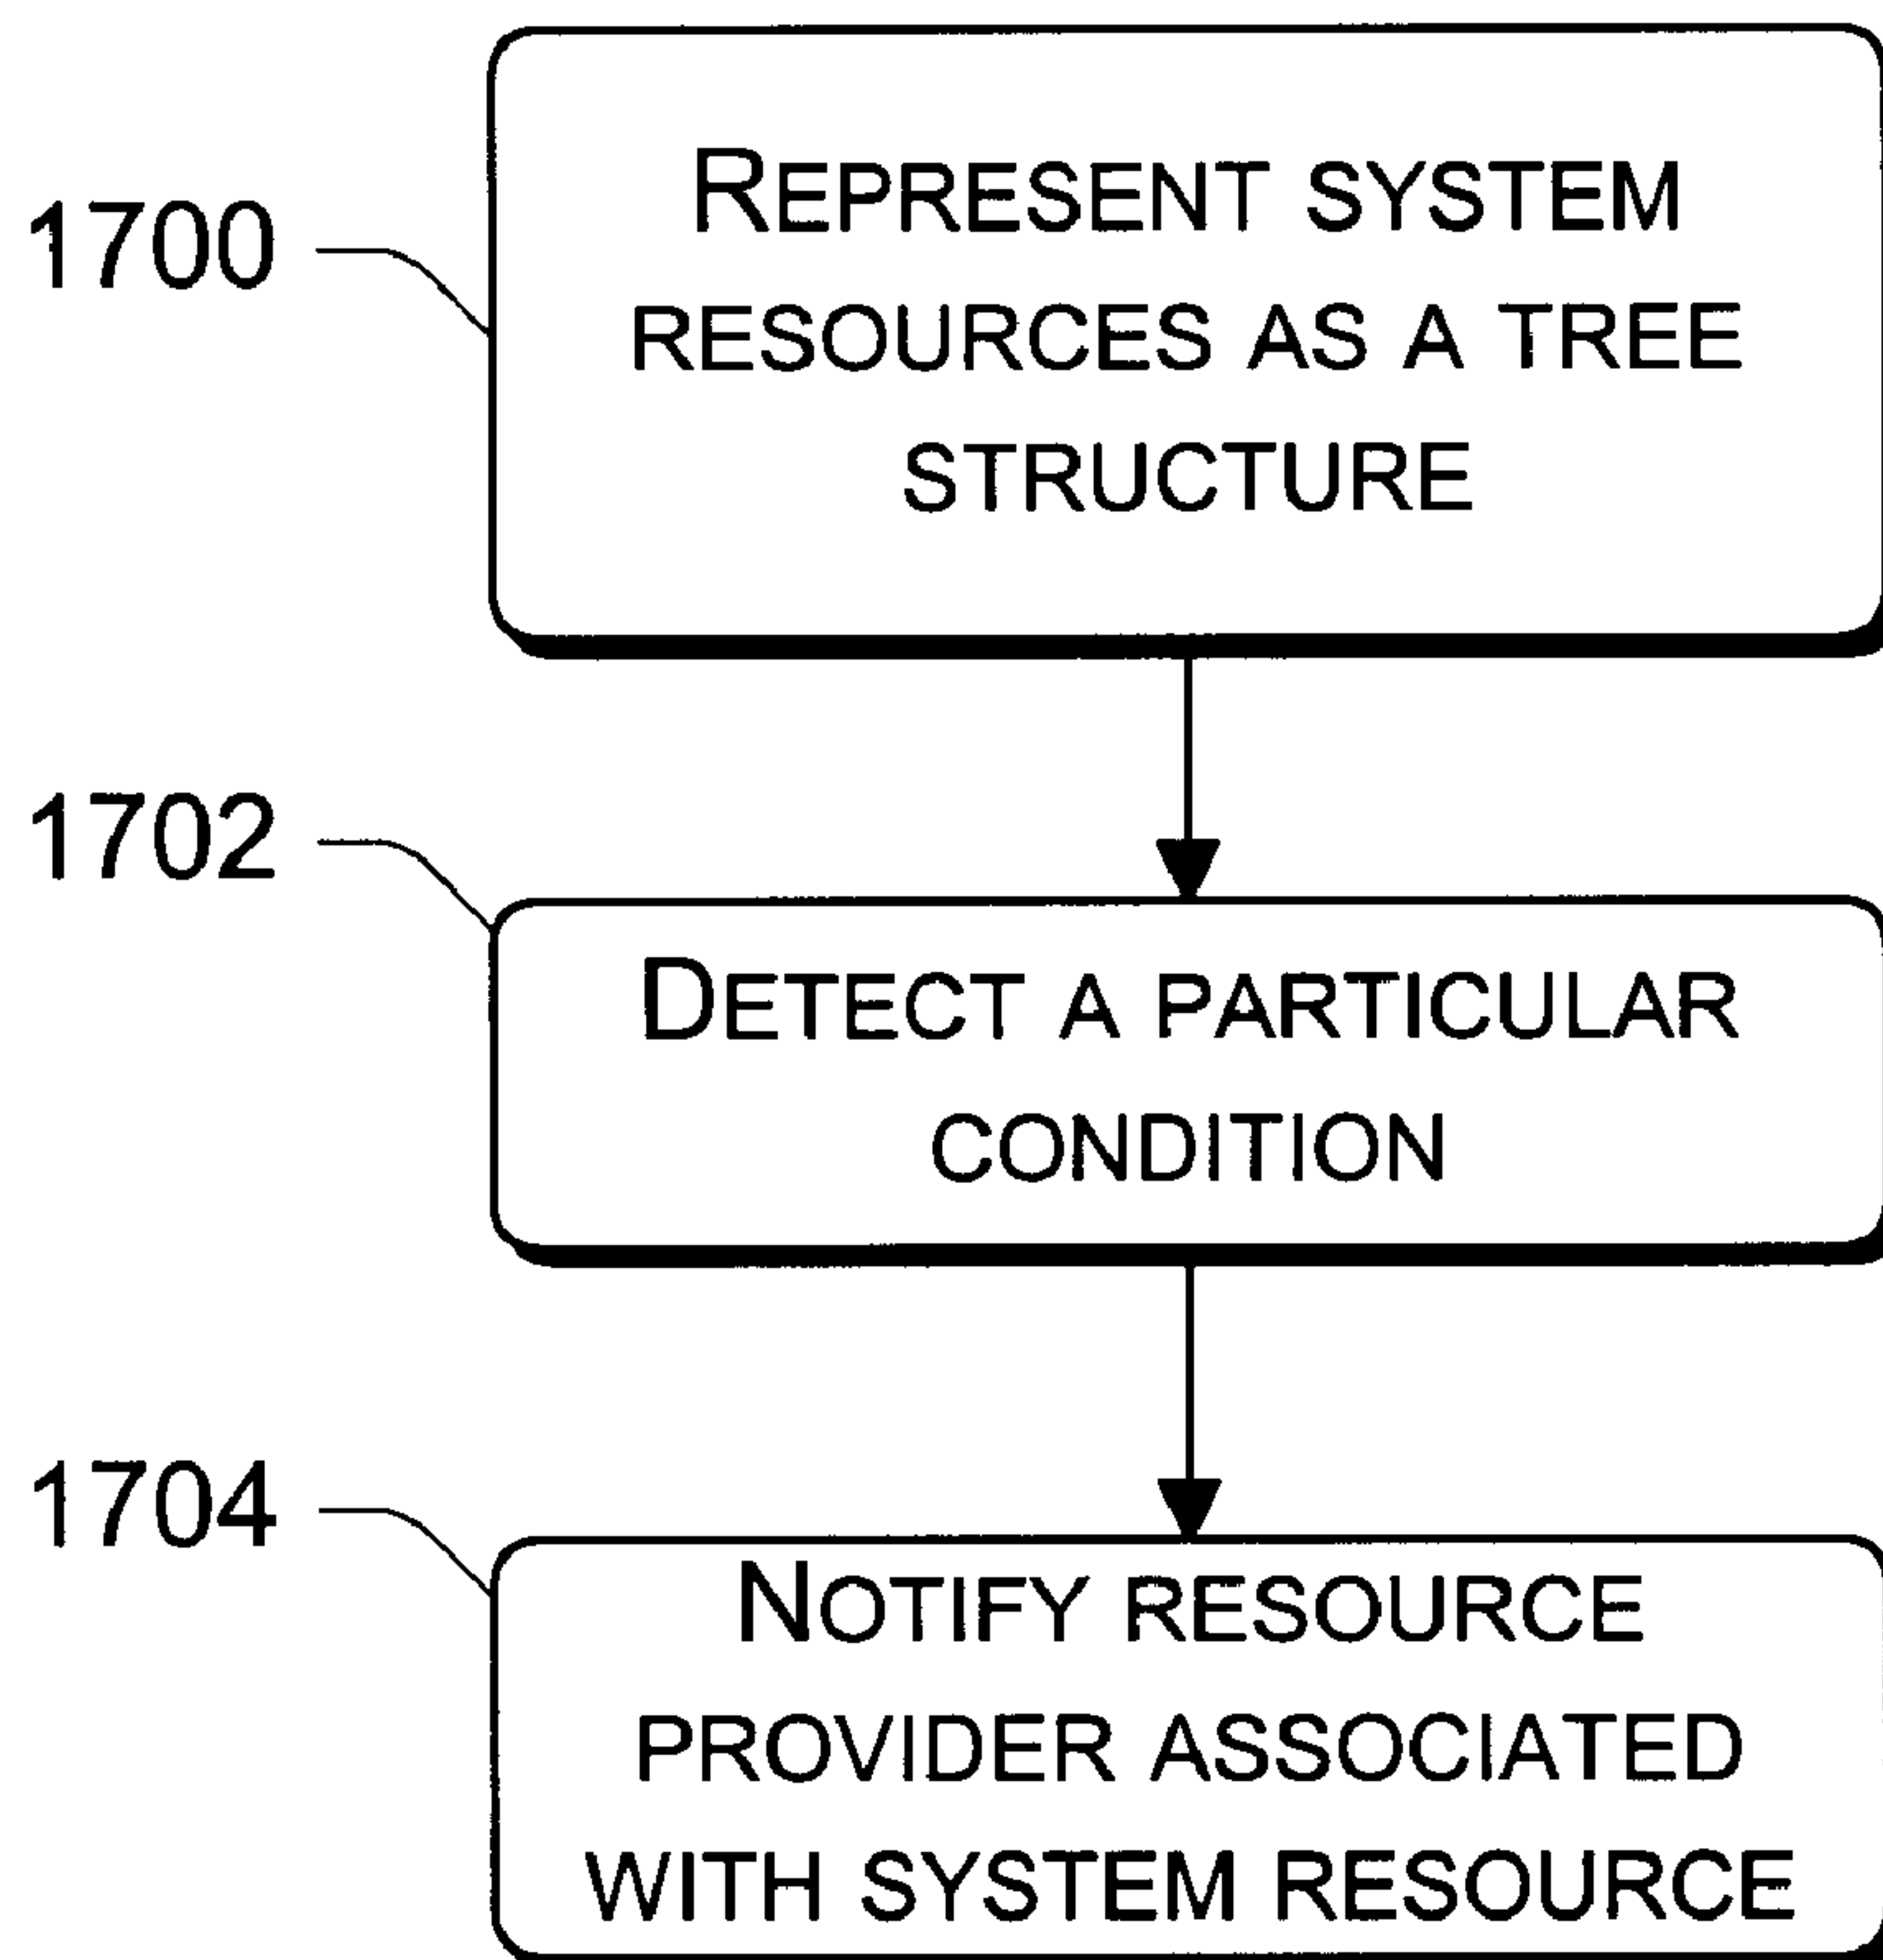 1700
REPRESENT SYSTEM
RESOURCES AS A TREE
STRUCTURE
1702
DETECT A PARTICULAR
CONDITION
1704
NOTIFY RESOURCE
PROVIDER ASSOCIATED
WITH SYSTEM RESOURCE